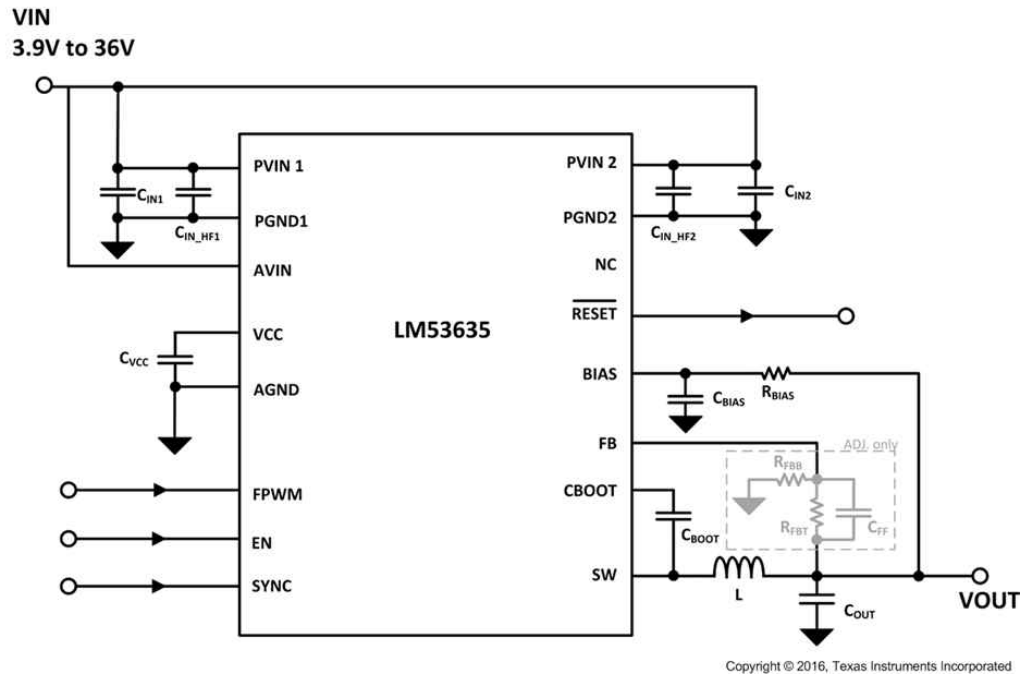 VIN
3.9V to 36V
PVIN 1
PVIN 2
CIN1
CIN2
PGND1
PGND2
CIN_HF1
CIN_HF2
AVIN
NC
RESET
LM53635
VCC
CVCC
BIAS
RBIAS
AGND
CBIAS
FB
ADJ. only
RFBB
FPWM
CBOOT
RFBT
CFF
EN
CBOOT
SYNC
SW
L
VOUT
COUT
Copyright © 2016, Texas Instruments Incorporated